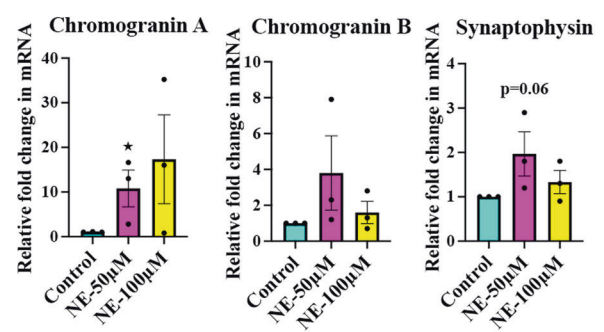 Chromogranin A
Relative fold change in mRNA
40
30
20
10
0
★
Control
NE-50μM
NE-100μM
Chromogranin B
Relative fold change in mRNA
10
8
6
4
2
0
Control
NE-50μM
NE-100μM
Synaptophysin
Relative fold change in mRNA
4
3
2
1
0
p=0.06
Control
NE-50μM
NE-100μM